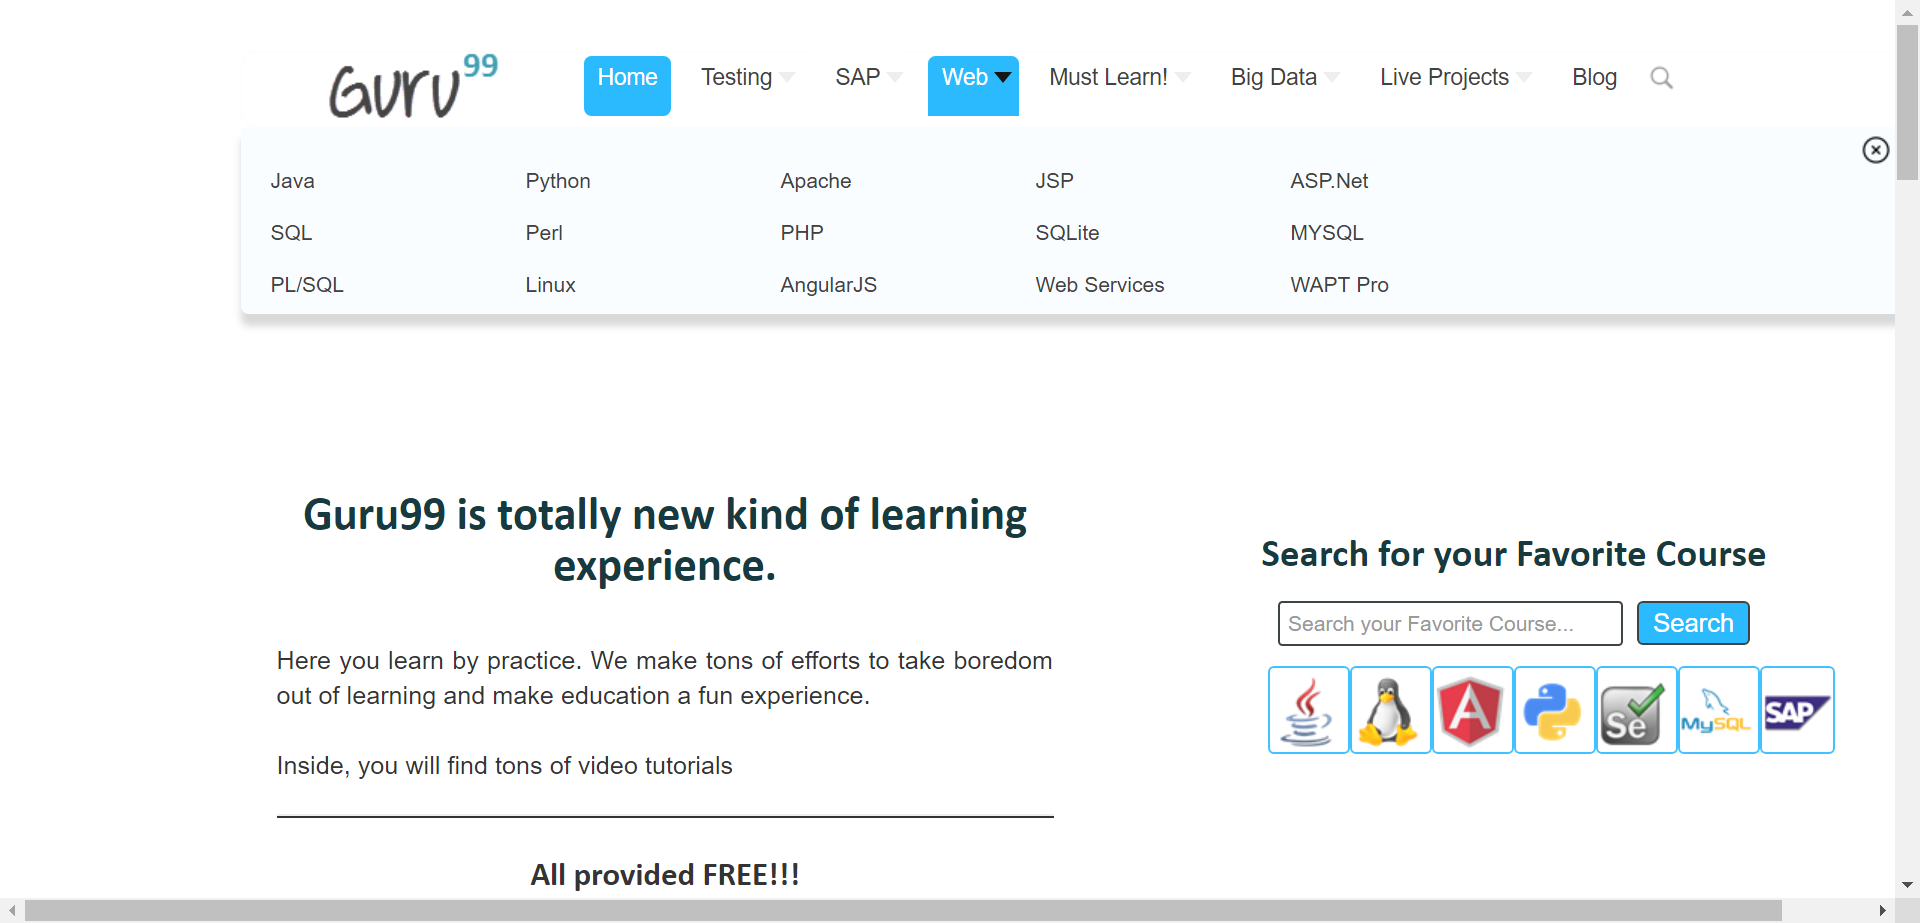 Guru99
Home Testing SAP Web Must Learn! Big Data Live Projects Blog
Java Python Apache JSP ASP.Net
SQL Perl PHP SQLite MYSQL
PL/SQL Linux AngularJS Web Services WAPT Pro
Guru99 is totally new kind of learning
experience.
Here you learn by practice. We make tons of efforts to take boredom
out of learning and make education a fun experience.
Inside, you will find tons of video tutorials
All provided FREE!!!
Search for your Favorite Course
Search your Favorite Course... Search
A Se MySQL SAP